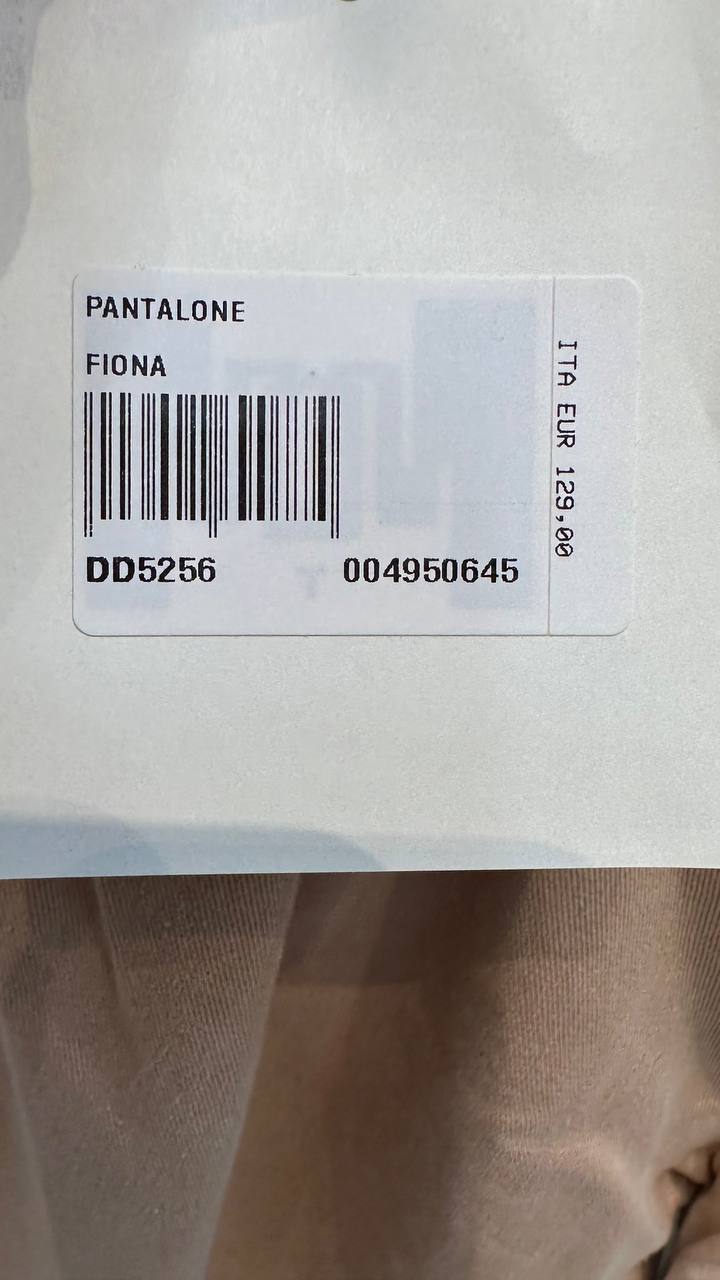 PANTALONE
FIONA
DD5256 004950645
ITA EUR 129,00